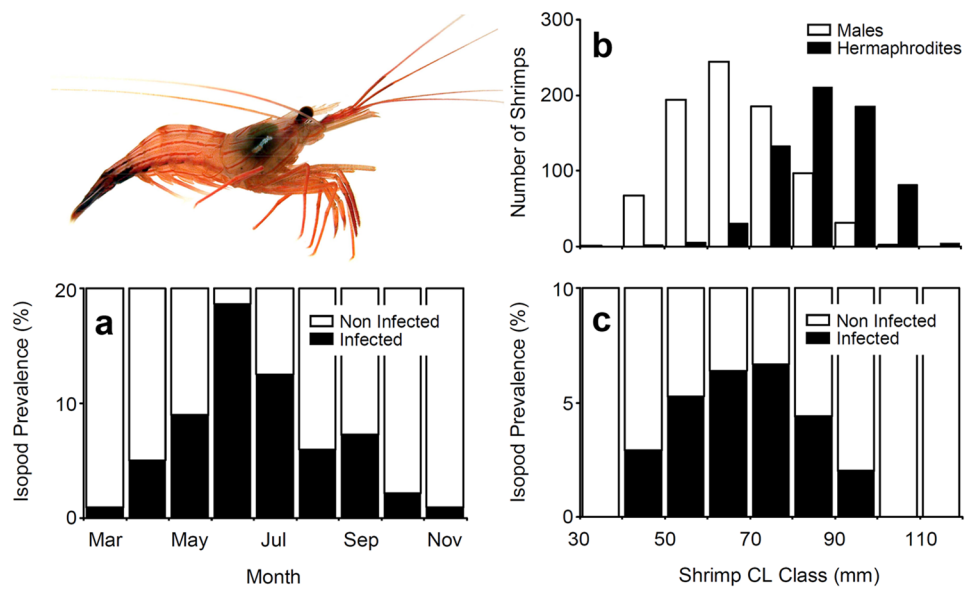 b
Males
Hermaphrodites
300
200
100
0
Number of Shrimps
a
Non Infected
Infected
20
10
0
Isopod Prevalence (%)
Mar May Jul Sep Nov
Month
c
Non Infected
Infected
10
5
0
Isopod Prevalence (%)
30 50 70 90 110
Shrimp CL Class (mm)